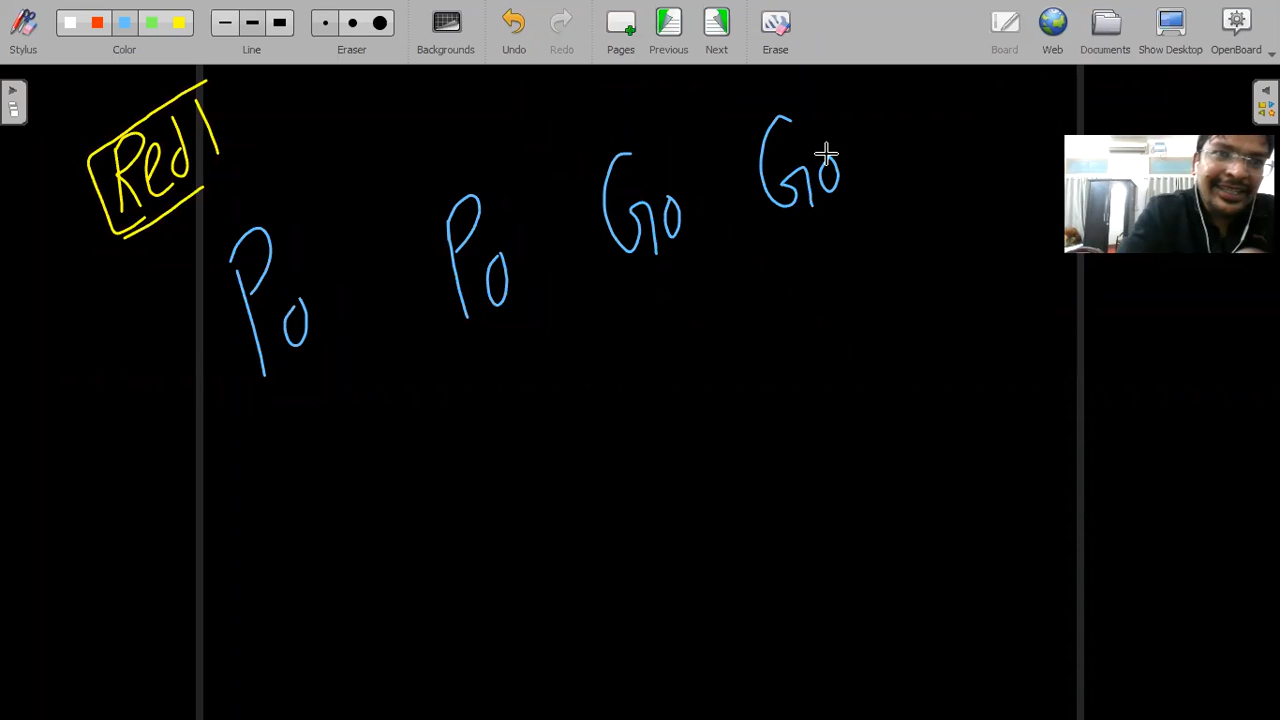 Stylus Color Line Eraser Backgrounds Undo Redo Pages Previous Next Erase Board Web Documents Show Desktop OpenBoard
Red 1
Po Po Go Go